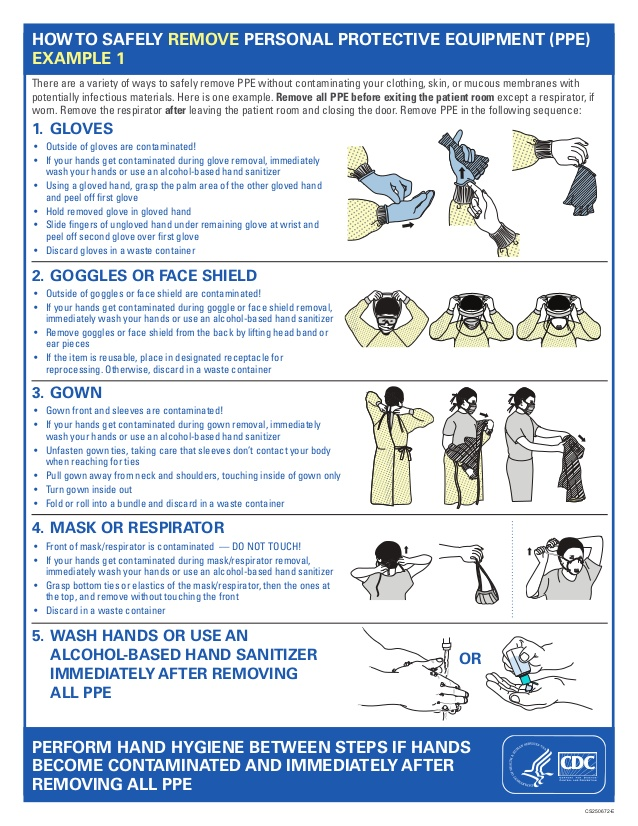 HOW TO SAFELY REMOVE PERSONAL PROTECTIVE EQUIPMENT (PPE)
EXAMPLE 1
There are a variety of ways to safely remove PPE without contaminating your clothing, skin, or mucous membranes with
potentially infectious materials. Here is one example. Remove all PPE before exiting the patient room except a respirator, if
worn. Remove the respirator after leaving the patient room and closing the door. Remove PPE in the following sequence:
1. GLOVES
• Outside of gloves are contaminated!
• If your hands get contaminated during glove removal, immediately
wash your hands or use an alcohol-based hand sanitizer
• Using a gloved hand, grasp the palm area of the other gloved hand
and peel off first glove
• Hold removed glove in gloved hand
• Slide fingers of ungloved hand under remaining glove at wrist and
peel off second glove over first glove
• Discard gloves in a waste container
2. GOGGLES OR FACE SHIELD
• Outside of goggles or face shield are contaminated!
• If your hands get contaminated during goggle or face shield removal,
immediately wash your hands or use an alcohol-based hand sanitizer
• Remove goggles or face shield from the back by lifting head band or
ear pieces
• If the item is reusable, place in designated receptacle for
reprocessing. Otherwise, discard in a waste container
3. GOWN
• Gown front and sleeves are contaminated!
• If your hands get contaminated during gown removal, immediately
wash your hands or use an alcohol-based hand sanitizer
• Unfasten gown ties, taking care that sleeves don't contact your body
when reaching for ties
• Pull gown away from neck and shoulders, touching inside of gown only
• Turn gown inside out
• Fold or roll into a bundle and discard in a waste container
4. MASK OR RESPIRATOR
• Front of mask/respirator is contaminated — DO NOT TOUCH!
• If your hands get contaminated during mask/respirator removal,
immediately wash your hands or use an alcohol-based hand sanitizer
• Grasp bottom ties or elastics of the mask/respirator, then the ones at
the top, and remove without touching the front
• Discard in a waste container
5. WASH HANDS OR USE AN
ALCOHOL-BASED HAND SANITIZER
IMMEDIATELY AFTER REMOVING
ALL PPE
OR
PERFORM HAND HYGIENE BETWEEN STEPS IF HANDS
BECOME CONTAMINATED AND IMMEDIATELY AFTER
REMOVING ALL PPE
CDC
CS250672-E